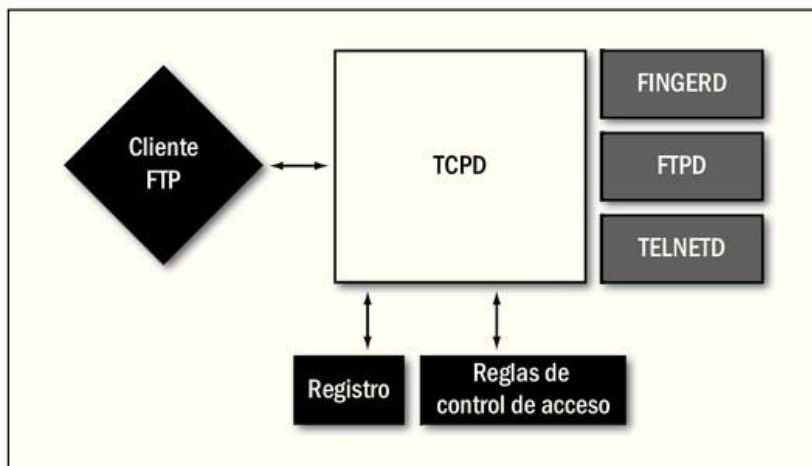 Cliente
FTP
TCPD
FINGERD
FTPD
TELNETD
Registro
Reglas de
control de acceso